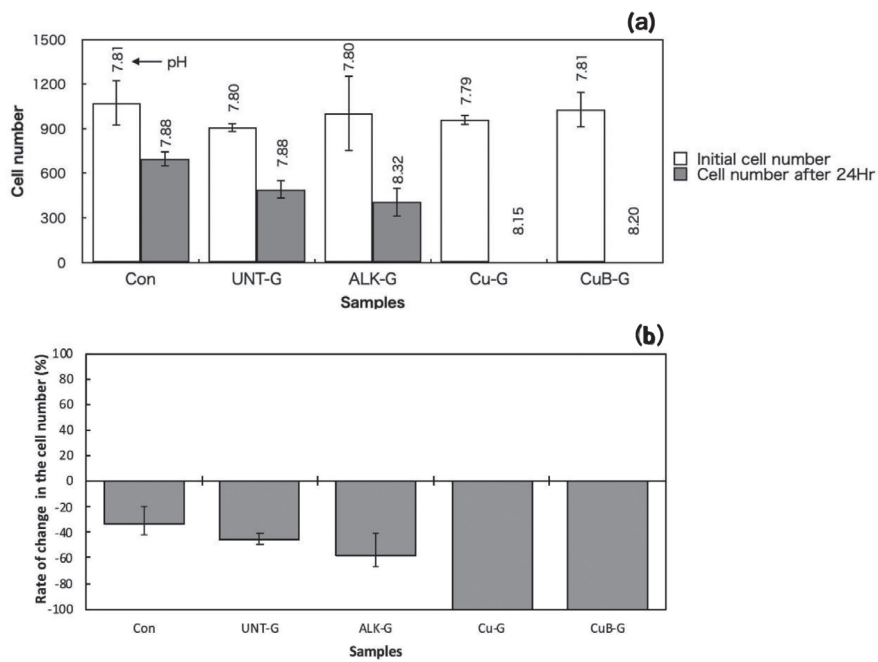 (a)
1500
1200
900
600
300
0
Cell number
7.81
pH
7.88
7.80
7.88
7.80
8.32
7.79
8.15
7.81
8.20
Initial cell number
Cell number after 24Hr
Con UNT-G ALK-G Cu-G CuB-G
Samples
(b)
100
80
60
40
20
0
-20
-40
-60
-80
-100
Rate of change in the cell number (%)
Con UNT-G ALK-G Cu-G CuB-G
Samples